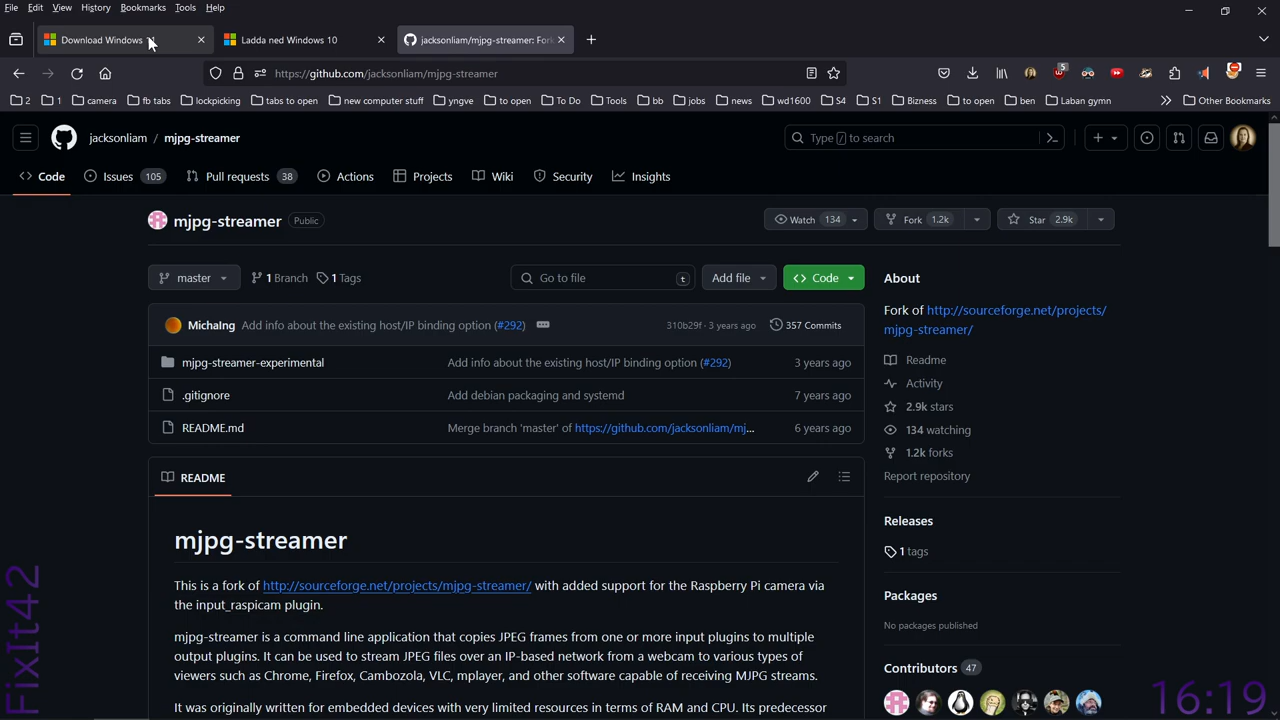 File Edit View History Bookmarks Tools Help
Download Windows 11
Ladda ned Windows 10
jacksonliam/mjpg-streamer: Fork
https://github.com/jacksonliam/mjpg-streamer
5
2 1 camera fb tabs lockpicking tabs to open new computer stuff yngve to open To Do Tools bb jobs news wd1600 S4 S1 Bizness to open ben Laban gymn Other Bookmarks
jacksonliam / mjpg-streamer
Type / to search
Code Issues 105 Pull requests 38 Actions Projects Wiki Security Insights
mjpg-streamer Public
Watch 134 Fork 1.2k Star 2.9k
master 1 Branch 1 Tags Go to file t Add file Code
MichaIng Add info about the existing host/IP binding option (#292) 310b29f · 3 years ago 357 Commits
mjpg-streamer-experimental Add info about the existing host/IP binding option (#292) 3 years ago
.gitignore Add debian packaging and systemd 7 years ago
README.md Merge branch 'master' of https://github.com/jacksonliam/mj... 6 years ago
README
mjpg-streamer
This is a fork of http://sourceforge.net/projects/mjpg-streamer/ with added support for the Raspberry Pi camera via
the input_raspicam plugin.
mjpg-streamer is a command line application that copies JPEG frames from one or more input plugins to multiple
output plugins. It can be used to stream JPEG files over an IP-based network from a webcam to various types of
viewers such as Chrome, Firefox, Cambozola, VLC, mplayer, and other software capable of receiving MJPG streams.
It was originally written for embedded devices with very limited resources in terms of RAM and CPU. Its predecessor
About
Fork of http://sourceforge.net/projects/
mjpg-streamer/
Readme
Activity
2.9k stars
134 watching
1.2k forks
Report repository
Releases
1 tags
Packages
No packages published
Contributors 47
FixIt42
16:19